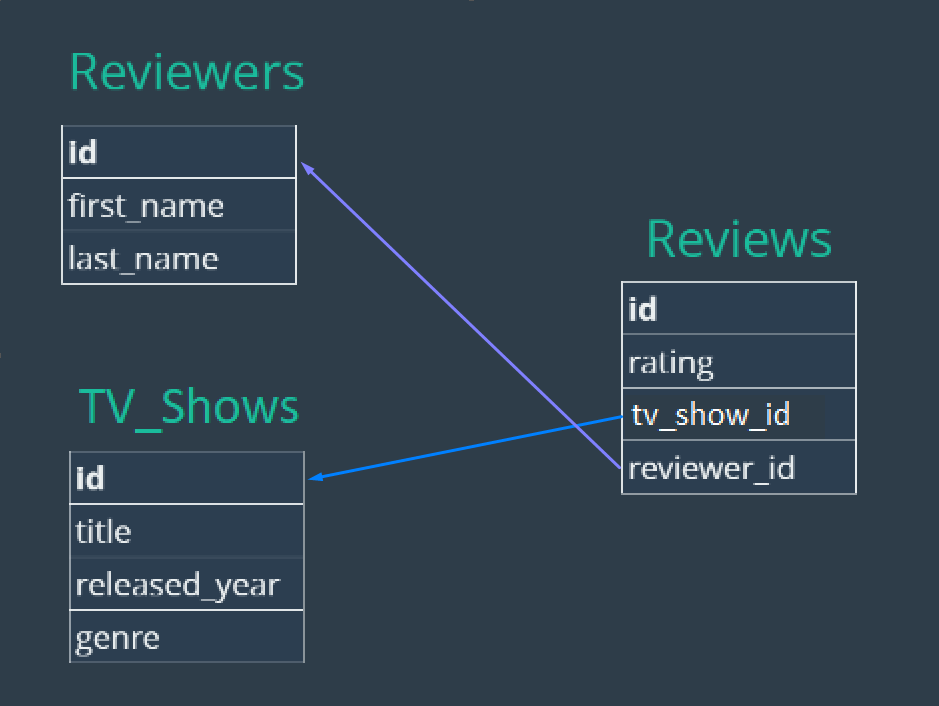 Reviewers
id
first_name
last_name
Reviews
id
rating
tv_show_id
reviewer_id
TV_Shows
id
title
released_year
genre